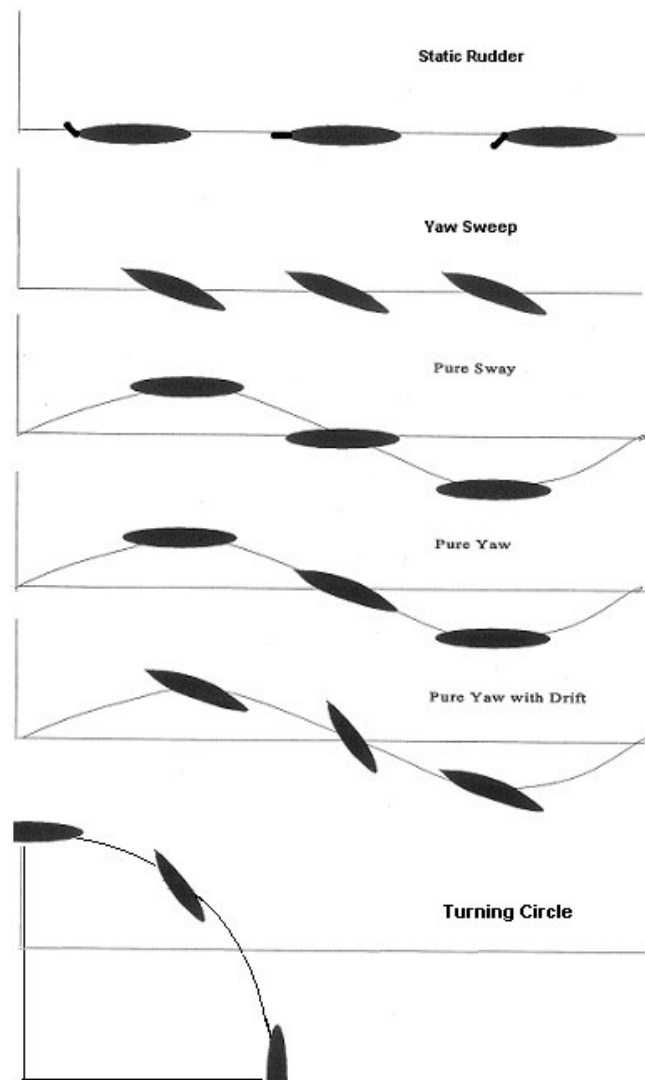 Static Rudder
Yaw Sweep
Pure Sway
Pure Yaw
Pure Yaw with Drift
Turning Circle